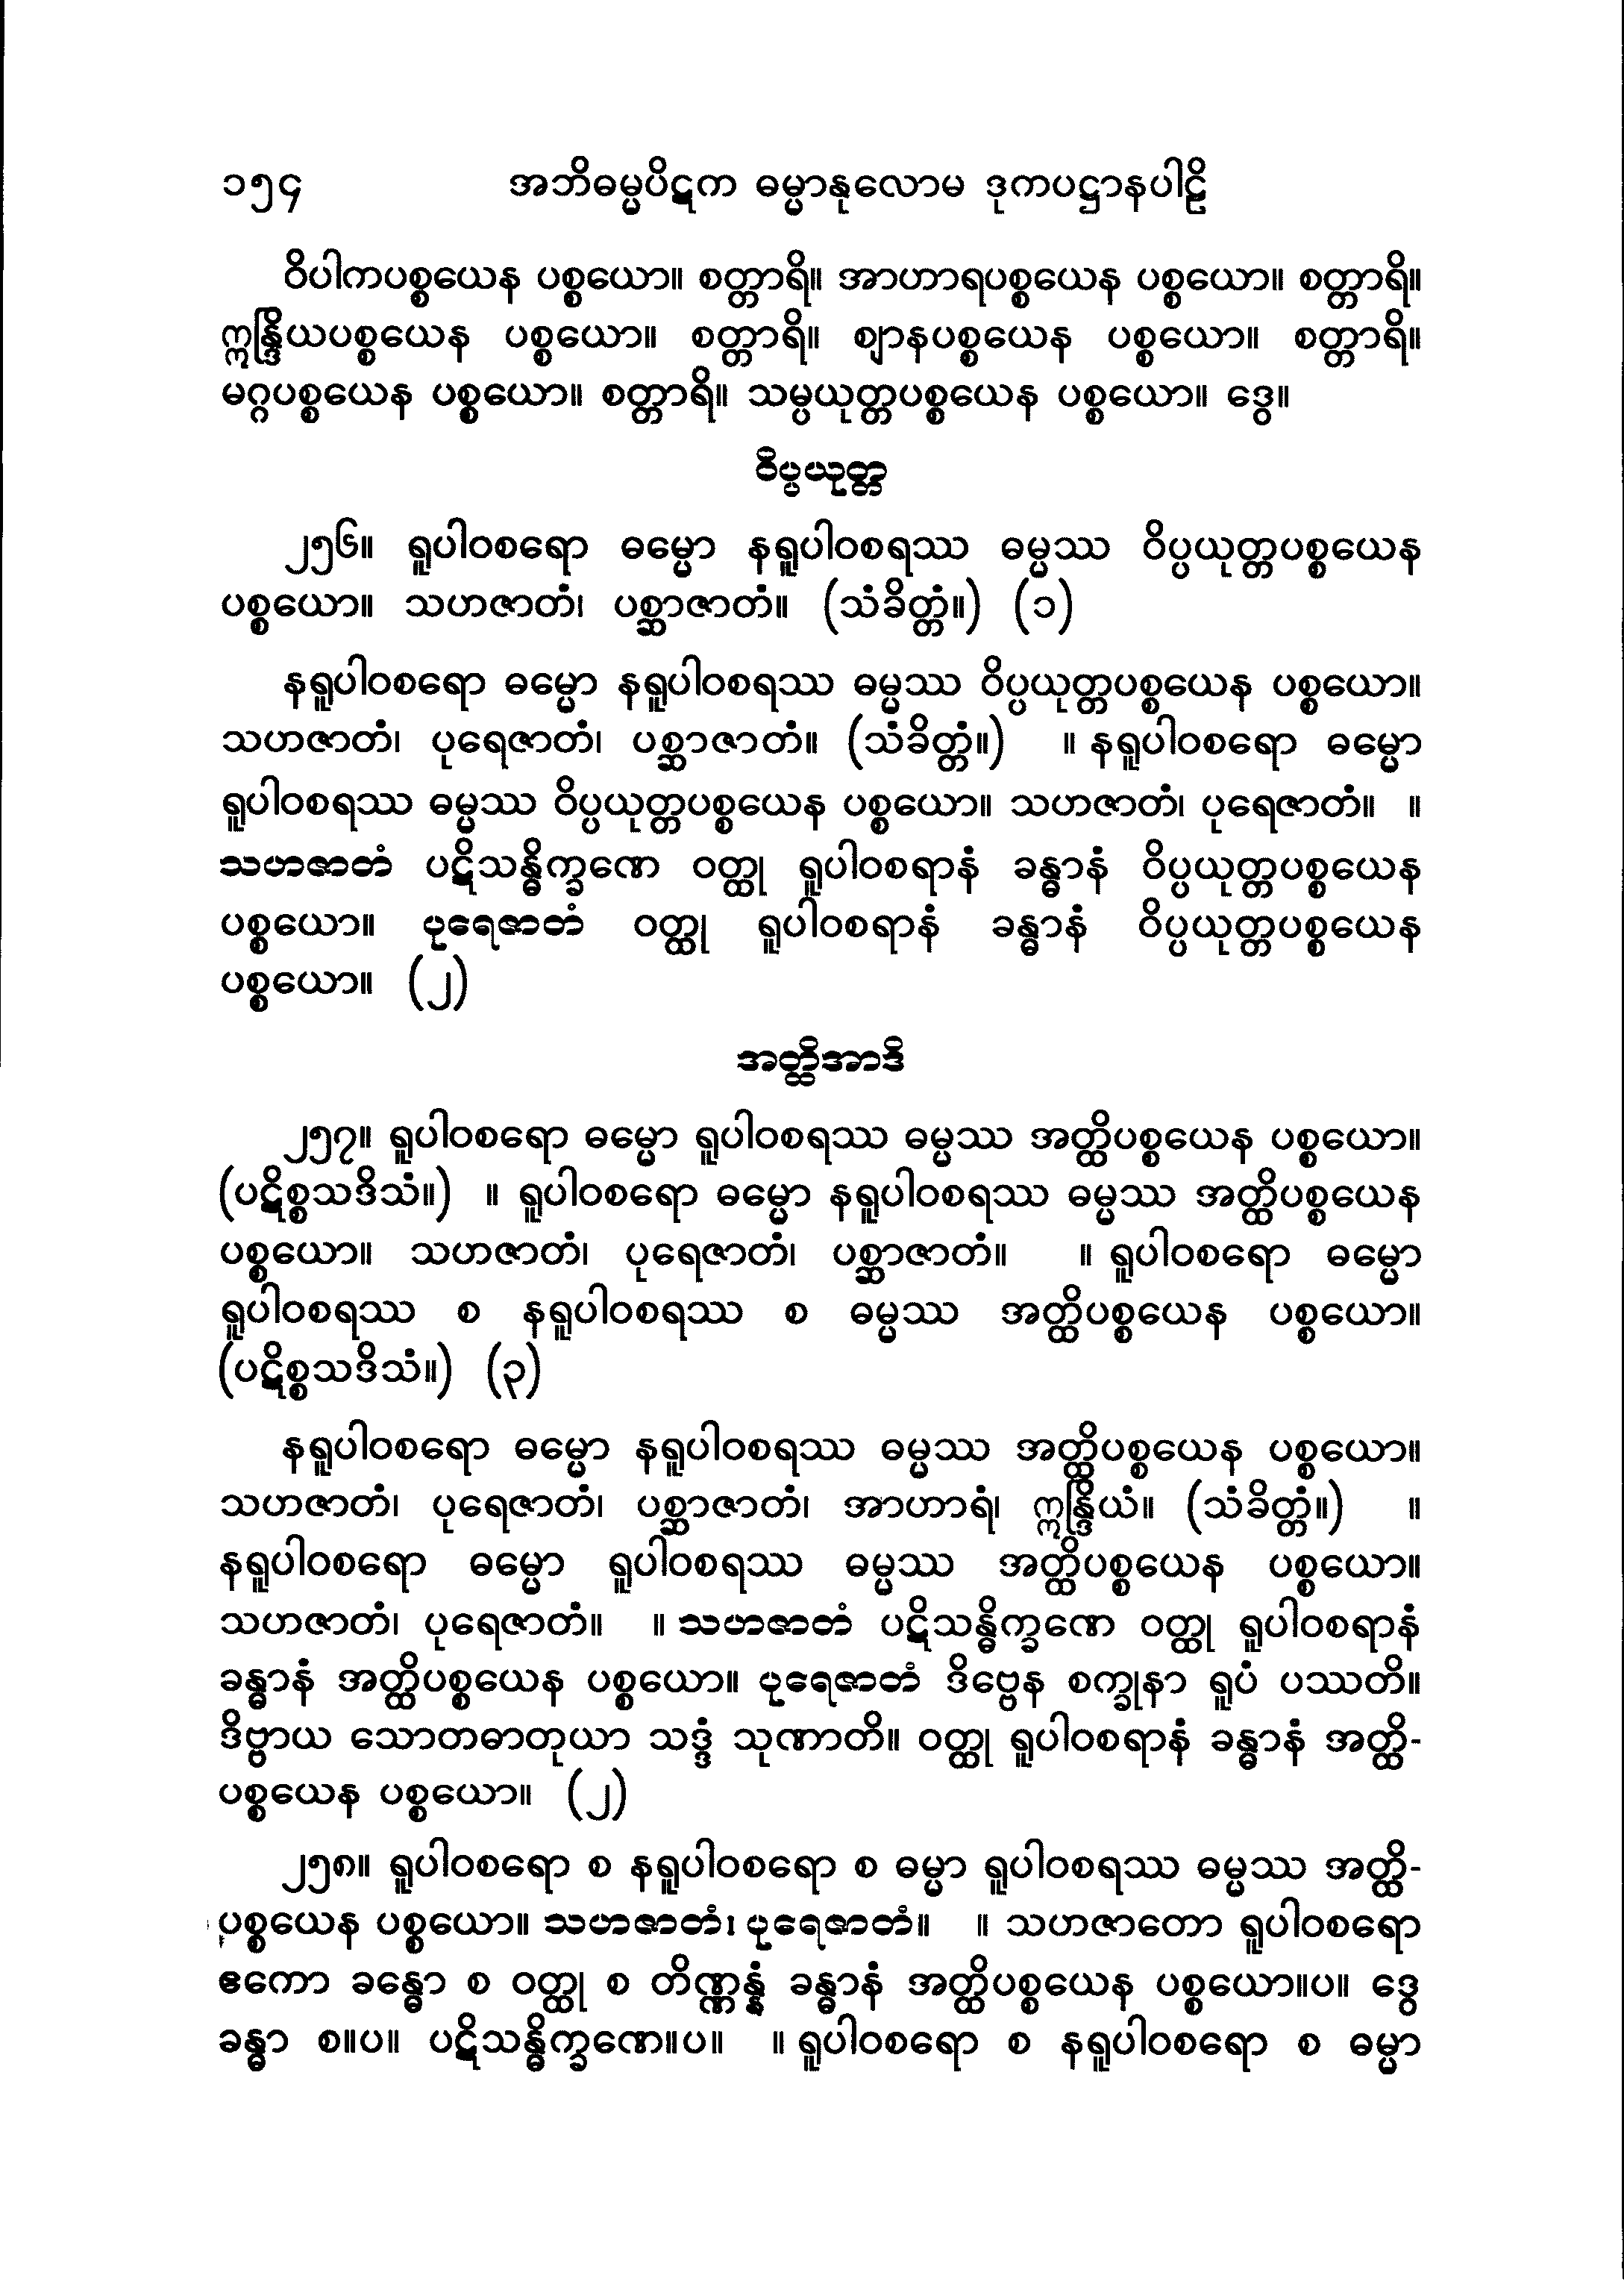 ၁၅၄ အဘိဓမ္မပိဋက ဓမ္မာနုလောမ ဒုကပဋ္ဌာနပါဠိ
ဝိပါကပစ္စယေန ပစ္စယော။ စတ္တာရိ။ အာဟာရပစ္စယေန ပစ္စယော။ စတ္တာရိ။
ဣန္ဒြိယပစ္စယေန ပစ္စယော။ စတ္တာရိ။ ဈာနပစ္စယေန ပစ္စယော။ စတ္တာရိ။
မဂ္ဂပစ္စယေန ပစ္စယော။ စတ္တာရိ။ သမ္ပယုတ္တပစ္စယေန ပစ္စယော။ ဒွေ။
ဝိပ္ပယုတ္တ
၂၅၆။ ရူပါဝစရော ဓမ္မော နရူပါဝစရဿ ဓမ္မဿ ဝိပ္ပယုတ္တပစ္စယေန
ပစ္စယော။ သဟဇာတံ၊ ပစ္ဆာဇာတံ။ (သံခိတ္တံ။) (၁)
နရူပါဝစရော ဓမ္မော နရူပါဝစရဿ ဓမ္မဿ ဝိပ္ပယုတ္တပစ္စယေန ပစ္စယော။
သဟဇာတံ၊ ပုရေဇာတံ၊ ပစ္ဆာဇာတံ။ (သံခိတ္တံ။) ။ နရူပါဝစရော ဓမ္မော
ရူပါဝစရဿ ဓမ္မဿ ဝိပ္ပယုတ္တပစ္စယေန ပစ္စယော။ သဟဇာတံ၊ ပုရေဇာတံ။ ။
သဟဇာတံ ပဋိသန္ဓိက္ခဏေ ဝတ္ထု ရူပါဝစရာနံ ခန္ဓာနံ ဝိပ္ပယုတ္တပစ္စယေန
ပစ္စယော။ ပုရေဇာတံ ဝတ္ထု ရူပါဝစရာနံ ခန္ဓာနံ ဝိပ္ပယုတ္တပစ္စယေန
ပစ္စယော။ (၂)
အတ္ထိအာဒိ
၂၅၇။ ရူပါဝစရော ဓမ္မော ရူပါဝစရဿ ဓမ္မဿ အတ္ထိပစ္စယေန ပစ္စယော။
(ပဋိစ္စသဒိသံ။) ။ ရူပါဝစရော ဓမ္မော နရူပါဝစရဿ ဓမ္မဿ အတ္ထိပစ္စယေန
ပစ္စယော။ သဟဇာတံ၊ ပုရေဇာတံ၊ ပစ္ဆာဇာတံ။ ။ ရူပါဝစရော ဓမ္မော
ရူပါဝစရဿ စ နရူပါဝစရဿ စ ဓမ္မဿ အတ္ထိပစ္စယေန ပစ္စယော။
(ပဋိစ္စသဒိသံ။) (၃)
နရူပါဝစရော ဓမ္မော နရူပါဝစရဿ ဓမ္မဿ အတ္ထိပစ္စယေန ပစ္စယော။
သဟဇာတံ၊ ပုရေဇာတံ၊ ပစ္ဆာဇာတံ၊ အာဟာရံ၊ ဣန္ဒြိယံ။ (သံခိတ္တံ။) ။
နရူပါဝစရော ဓမ္မော ရူပါဝစရဿ ဓမ္မဿ အတ္ထိပစ္စယေန ပစ္စယော။
သဟဇာတံ၊ ပုရေဇာတံ။ ။ သဟဇာတံ ပဋိသန္ဓိက္ခဏေ ဝတ္ထု ရူပါဝစရာနံ
ခန္ဓာနံ အတ္ထိပစ္စယေန ပစ္စယော။ ပုရေဇာတံ ဒိဗ္ဗေန စက္ခုနာ ရူပံ ပဿတိ။
ဒိဗ္ဗာယ သောတဓာတုယာ သဒ္ဒံ သုဏာတိ။ ဝတ္ထု ရူပါဝစရာနံ ခန္ဓာနံ အတ္ထိ-
ပစ္စယေန ပစ္စယော။ (၂)
၂၅၈။ ရူပါဝစရော စ နရူပါဝစရော စ ဓမ္မာ ရူပါဝစရဿ ဓမ္မဿ အတ္ထိ-
ပစ္စယေန ပစ္စယော။ သဟဇာတံ၊ ပုရေဇာတံ။ ။ သဟဇာတော ရူပါဝစရော
ဧကော ခန္ဓော စ ဝတ္ထု စ တိဏ္ဏန္နံ ခန္ဓာနံ အတ္ထိပစ္စယေန ပစ္စယော။ပ။ ဒွေ
ခန္ဓာ စ။ပ။ ပဋိသန္ဓိက္ခဏေ။ပ။ ။ ရူပါဝစရော စ နရူပါဝစရော စ ဓမ္မာ